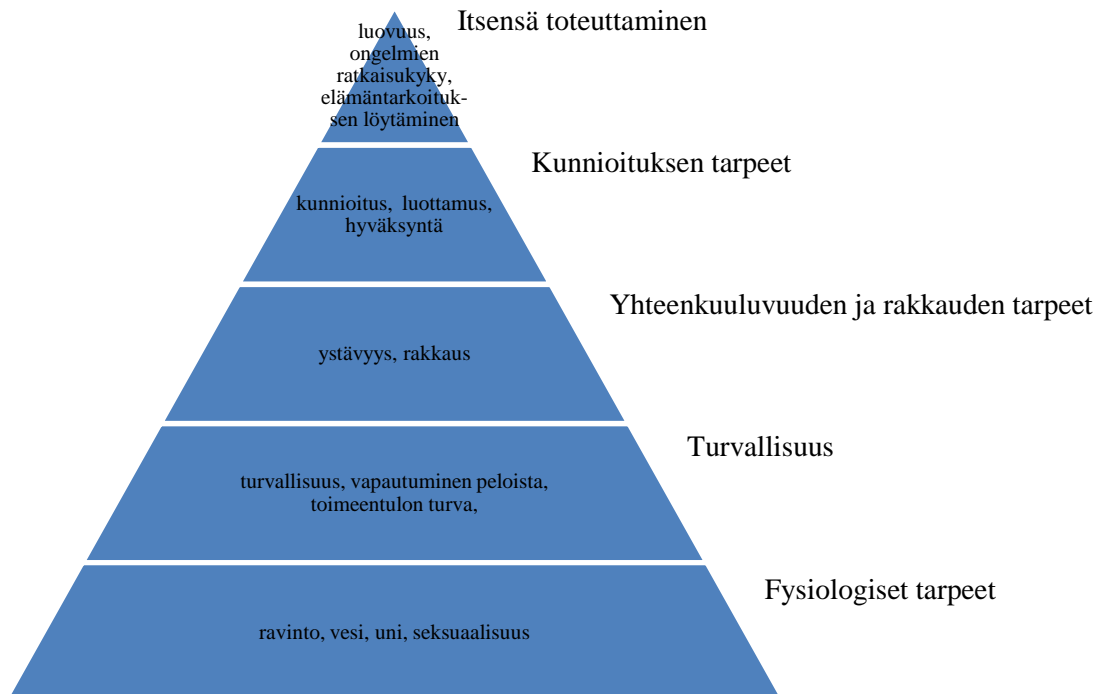 Itsensä toteuttaminen
luovuus,
ongelmien
ratkaisukyky,
elämäntarkoituk-
sen löytäminen
Kunnioituksen tarpeet
kunnioitus, luottamus,
hyväksyntä
Yhteenkuuluvuuden ja rakkauden tarpeet
ystävyys, rakkaus
Turvallisuus
turvallisuus, vapautuminen peloista,
toimeentulon turva,
Fysiologiset tarpeet
ravinto, vesi, uni, seksuaalisuus